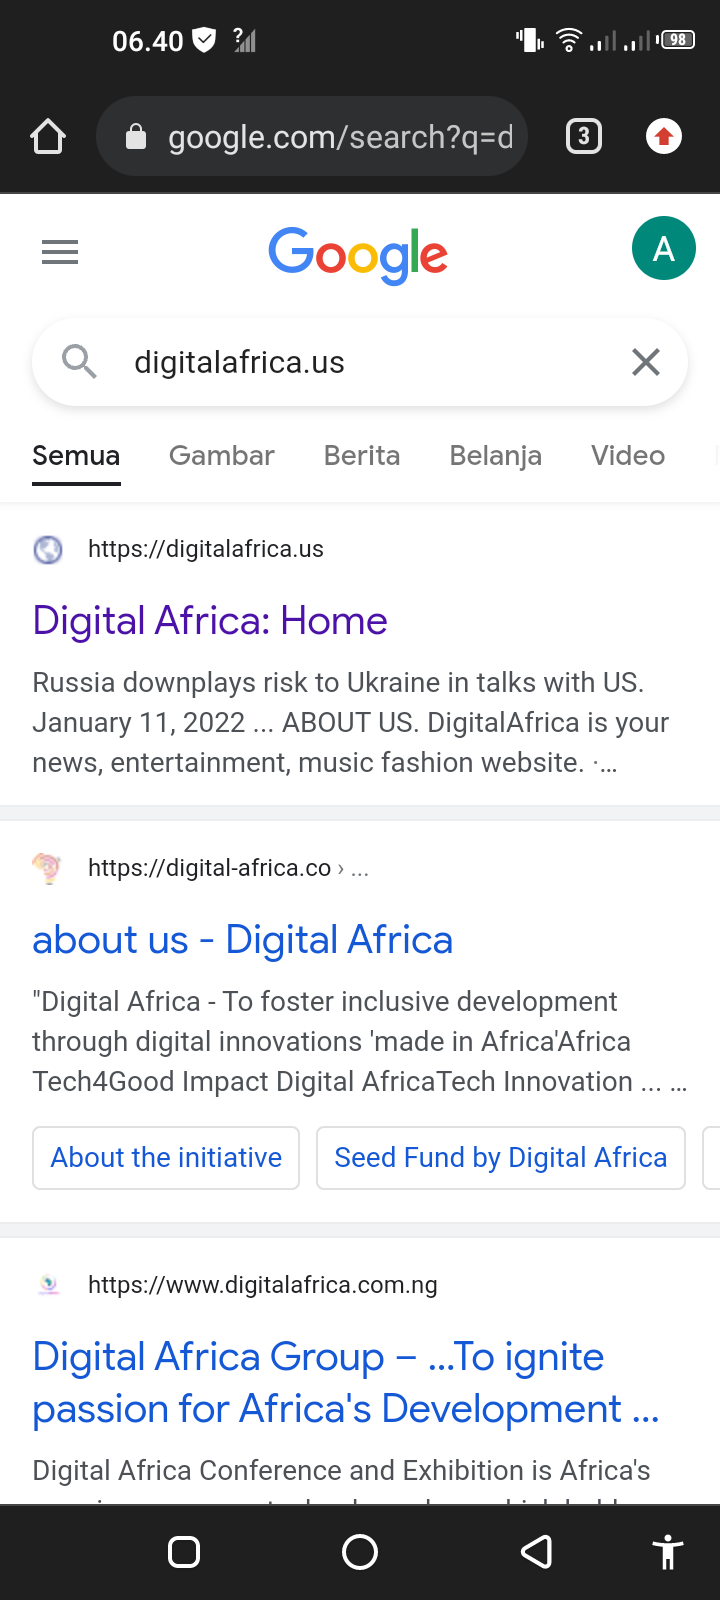 06.40
?
98
google.com/search?q=d
3
Google
A
digitalafrica.us
Semua Gambar Berita Belanja Video
https://digitalafrica.us
Digital Africa: Home
Russia downplays risk to Ukraine in talks with US.
January 11, 2022 ... ABOUT US. DigitalAfrica is your
news, entertainment, music fashion website. ·...
https://digital-africa.co › ...
about us - Digital Africa
"Digital Africa - To foster inclusive development
through digital innovations 'made in Africa'Africa
Tech4Good Impact Digital AfricaTech Innovation ... ...
About the initiative Seed Fund by Digital Africa
https://www.digitalafrica.com.ng
Digital Africa Group – ...To ignite
passion for Africa's Development ...
Digital Africa Conference and Exhibition is Africa's